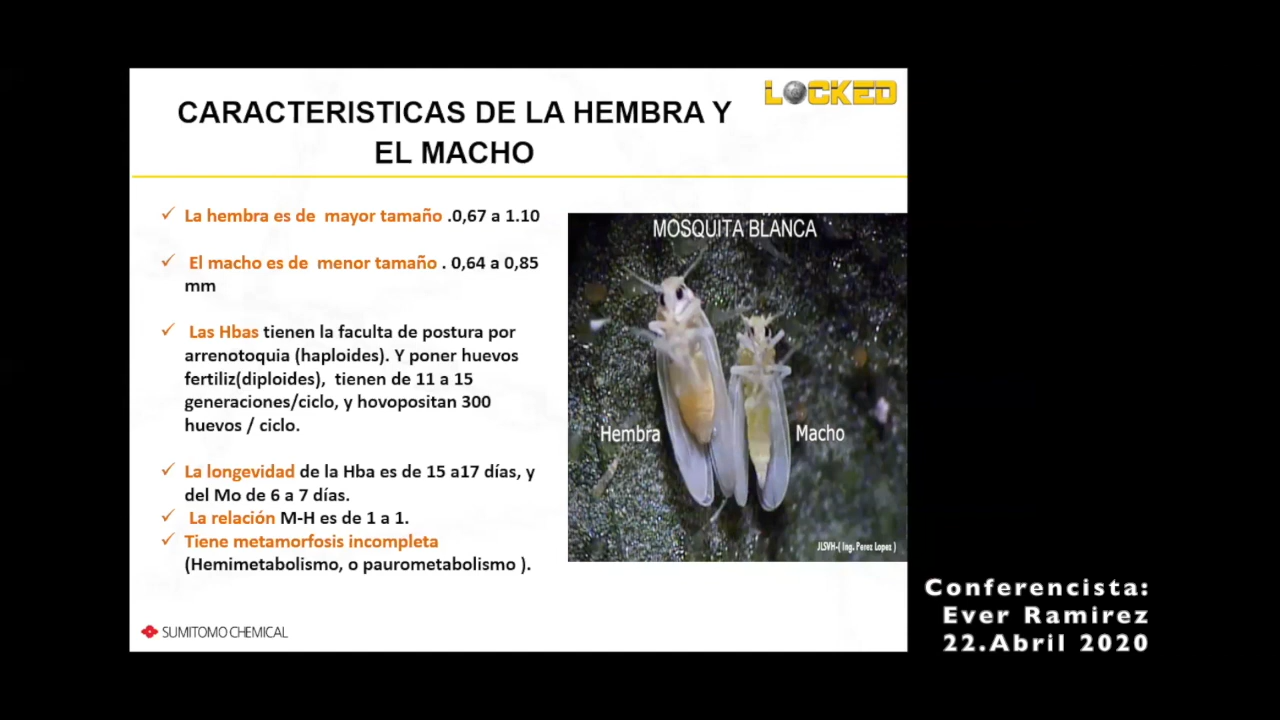 LOCKED
CARACTERISTICAS DE LA HEMBRA Y
EL MACHO
La hembra es de mayor tamaño .0,67 a 1.10
El macho es de menor tamaño . 0,64 a 0,85
mm
Las Hbas tienen la faculta de postura por
arrenotoquia (haploides). Y poner huevos
fertiliz(diploides), tienen de 11 a 15
generaciones/ciclo, y hovopositan 300
huevos / ciclo.
La longevidad de la Hba es de 15 a17 días, y
del Mo de 6 a 7 días.
La relación M-H es de 1 a 1.
Tiene metamorfosis incompleta
(Hemimetabolismo, o paurometabolismo ).
MOSQUITA BLANCA
Hembra
Macho
JLSVH-( Ing. Perez Lopez )
SUMITOMO CHEMICAL
Conferencista:
Ever Ramirez
22.Abril 2020